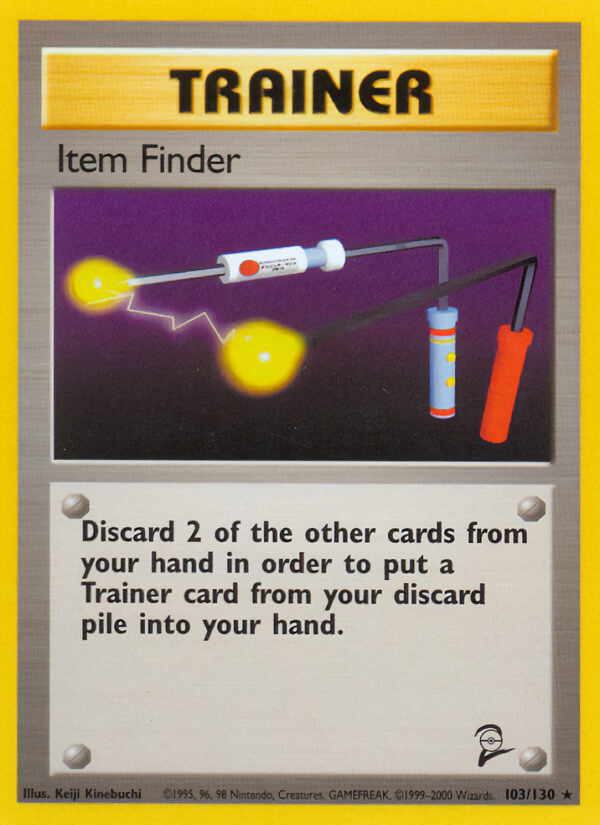 TRAINER
Item Finder
Discard 2 of the other cards from
your hand in order to put a
Trainer card from your discard
pile into your hand.
Illus. Keiji Kinebuchi ©1995, 96, 98 Nintendo, Creatures, GAMEFREAK. ©1999-2000 Wizards. 103/130 ★